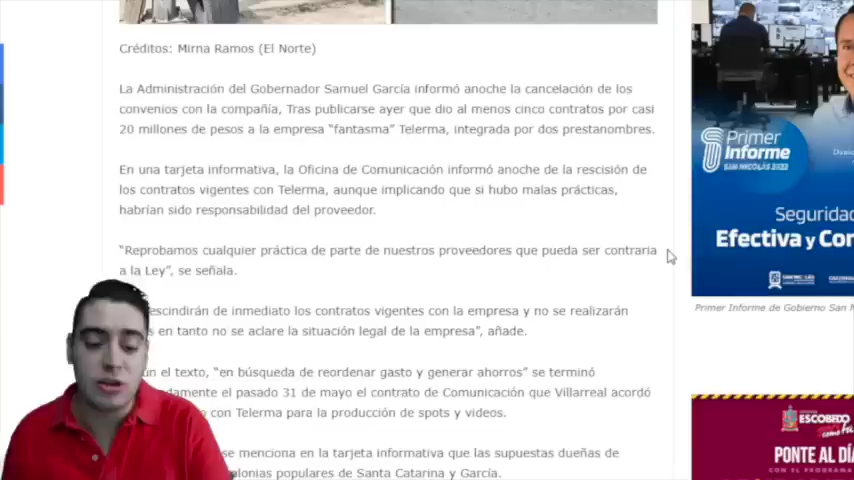 Créditos: Mirna Ramos (El Norte)
La Administración del Gobernador Samuel García informó anoche la cancelación de los
convenios con la compañía, Tras publicarse ayer que dio al menos cinco contratos por casi
20 millones de pesos a la empresa “fantasma” Telerma, integrada por dos prestanombres.
En una tarjeta informativa, la Oficina de Comunicación informó anoche de la rescisión de
los contratos vigentes con Telerma, aunque implicando que si hubo malas prácticas,
habrían sido responsabilidad del proveedor.
“Reprobamos cualquier práctica de parte de nuestros proveedores que pueda ser contraria
a la Ley”, se señala.
escindirán de inmediato los contratos vigentes con la empresa y no se realizarán
en tanto no se aclare la situación legal de la empresa”, añade.
ún el texto, “en búsqueda de reordenar gasto y generar ahorros” se terminó
damente el pasado 31 de mayo el contrato de Comunicación que Villarreal acordó
con Telerma para la producción de spots y videos.
se menciona en la tarjeta informativa que las supuestas dueñas de
olonias populares de Santa Catarina y García.
Primer
Informe
SAN NICOLÁS 2022
Seguridad
Efectiva y Con
Primer Informe de Gobierno San N
ESCOBEDO
PONTE AL DÍA
CON EL PROGRAMA